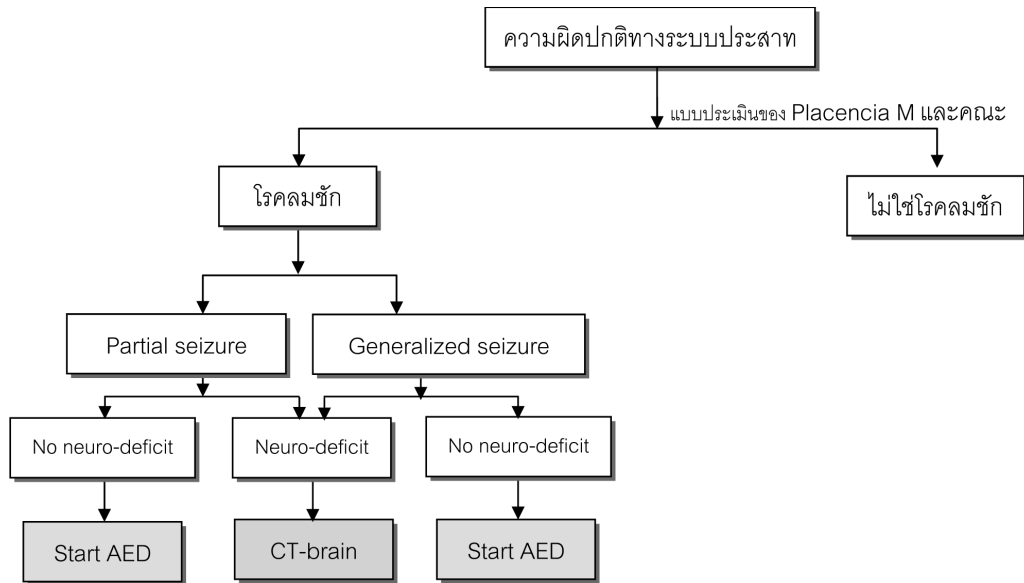 ความผิดปกติทางระบบประสาท
แบบประเมินของ Placencia M และคณะ
โรคลมชัก
ไม่ใช่โรคลมชัก
Partial seizure
Generalized seizure
No neuro-deficit
Neuro-deficit
No neuro-deficit
Start AED
CT-brain
Start AED